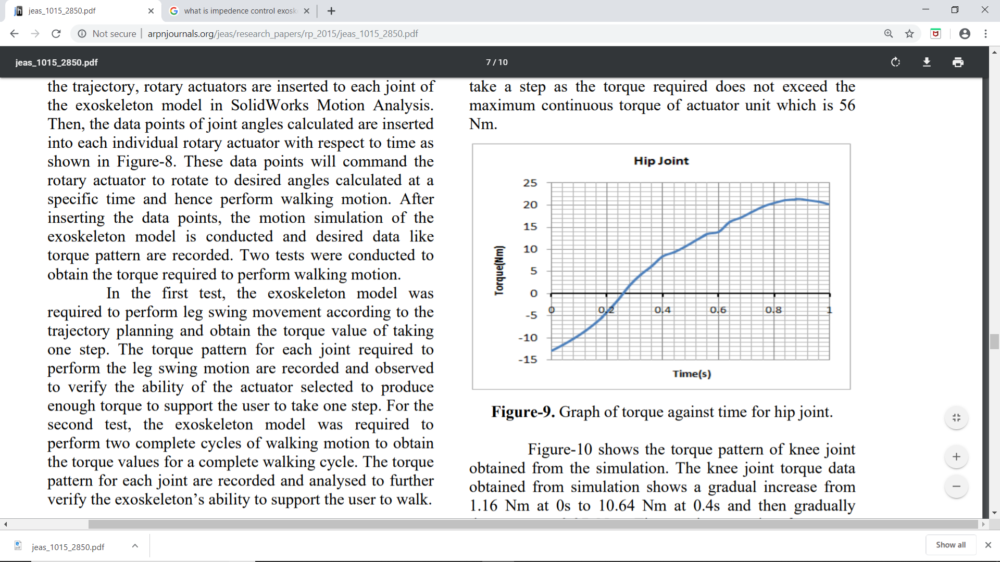 jeas_1015_2850.pdf
what is impedence control exosk
Not secure
arpnjournals.org/jeas/research_papers/rp_2015/jeas_1015_2850.pdf
jeas_1015_2850.pdf
7 / 10
the trajectory, rotary actuators are inserted to each joint of
the exoskeleton model in SolidWorks Motion Analysis.
Then, the data points of joint angles calculated are inserted
into each individual rotary actuator with respect to time as
shown in Figure-8. These data points will command the
rotary actuator to rotate to desired angles calculated at a
specific time and hence perform walking motion. After
inserting the data points, the motion simulation of the
exoskeleton model is conducted and desired data like
torque pattern are recorded. Two tests were conducted to
obtain the torque required to perform walking motion.
In the first test, the exoskeleton model was
required to perform leg swing movement according to the
trajectory planning and obtain the torque value of taking
one step. The torque pattern for each joint required to
perform the leg swing motion are recorded and observed
to verify the ability of the actuator selected to produce
enough torque to support the user to take one step. For the
second test, the exoskeleton model was required to
perform two complete cycles of walking motion to obtain
the torque values for a complete walking cycle. The torque
pattern for each joint are recorded and analysed to further
verify the exoskeleton's ability to support the user to walk.
take a step as the torque required does not exceed the
maximum continuous torque of actuator unit which is 56
Nm.
Hip Joint
Torque(Nm)
25
20
15
10
5
0
-5
-10
-15
0 0.2 0.4 0.6 0.8 1
Time(s)
Figure-9. Graph of torque against time for hip joint.
Figure-10 shows the torque pattern of knee joint
obtained from the simulation. The knee joint torque data
obtained from simulation shows a gradual increase from
1.16 Nm at 0s to 10.64 Nm at 0.4s and then gradually
jeas_1015_2850.pdf
Show all